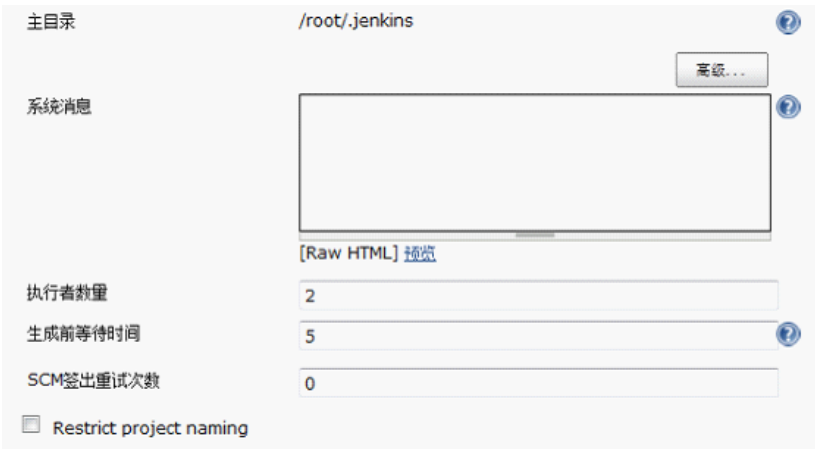 主目录 /root/.jenkins
高级...
系统消息
[Raw HTML] 预览
执行者数量 2
生成前等待时间 5
SCM签出重试次数 0
Restrict project naming